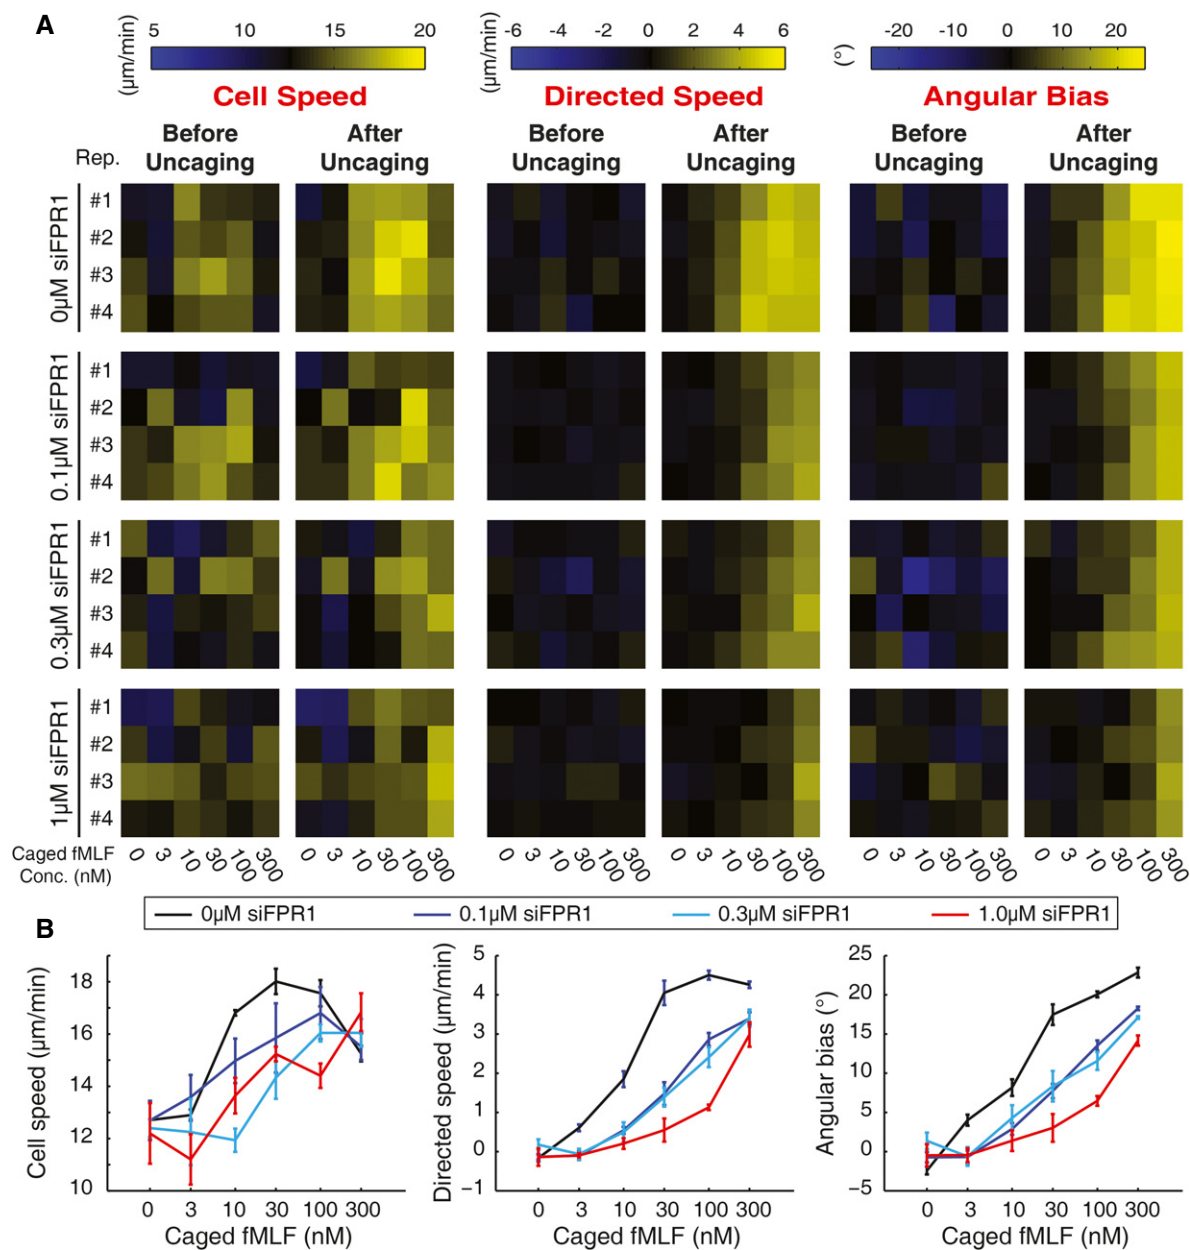 A
(µm/min) 5 10 15 20
Cell Speed
(µm/min) -6 -4 -2 -0 2 4 6
Directed Speed
(°) -20 -10 0 10 20
Angular Bias
Rep.
Before Uncaging
After Uncaging
Before Uncaging
After Uncaging
Before Uncaging
After Uncaging
0µM siFPR1
#1
#2
#3
#4
0.1µM siFPR1
#1
#2
#3
#4
0.3µM siFPR1
#1
#2
#3
#4
1µM siFPR1
#1
#2
#3
#4
Caged fMLF
Conc. (nM)
0 3 10 30 100 300
0 3 10 30 100 300
0 3 10 30 100 300
0 3 10 30 100 300
0 3 10 30 100 300
0 3 10 30 100 300
B
0µM siFPR1 0.1µM siFPR1 0.3µM siFPR1 1.0µM siFPR1
Cell speed (µm/min)
18
16
14
12
10
0 3 10 30 100 300
Caged fMLF (nM)
Directed speed (µm/min)
5
4
3
2
1
0
−1
0 3 10 30 100 300
Caged fMLF (nM)
Angular bias (°)
25
20
15
10
5
0
−5
0 3 10 30 100 300
Caged fMLF (nM)